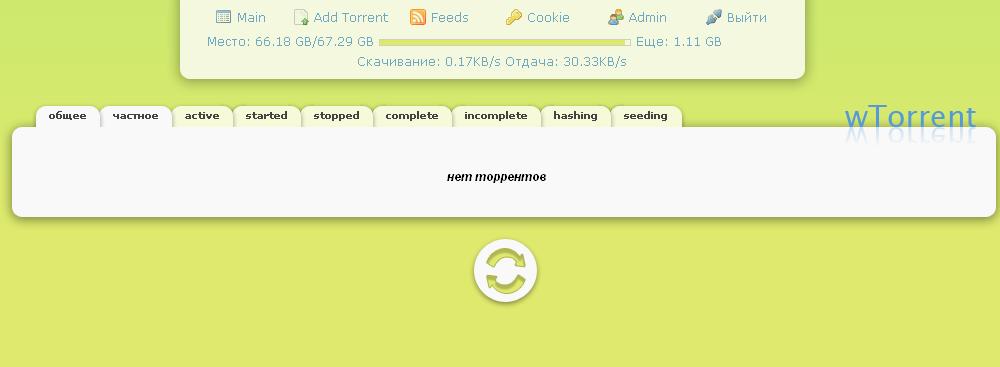 Main Add Torrent Feeds Cookie Admin Выйти
Место: 66.18 GB/67.29 GB Еще: 1.11 GB
Скачивание: 0.17KB/s Отдача: 30.33KB/s
wTorrent
общее частное active started stopped complete incomplete hashing seeding
нет торрентов